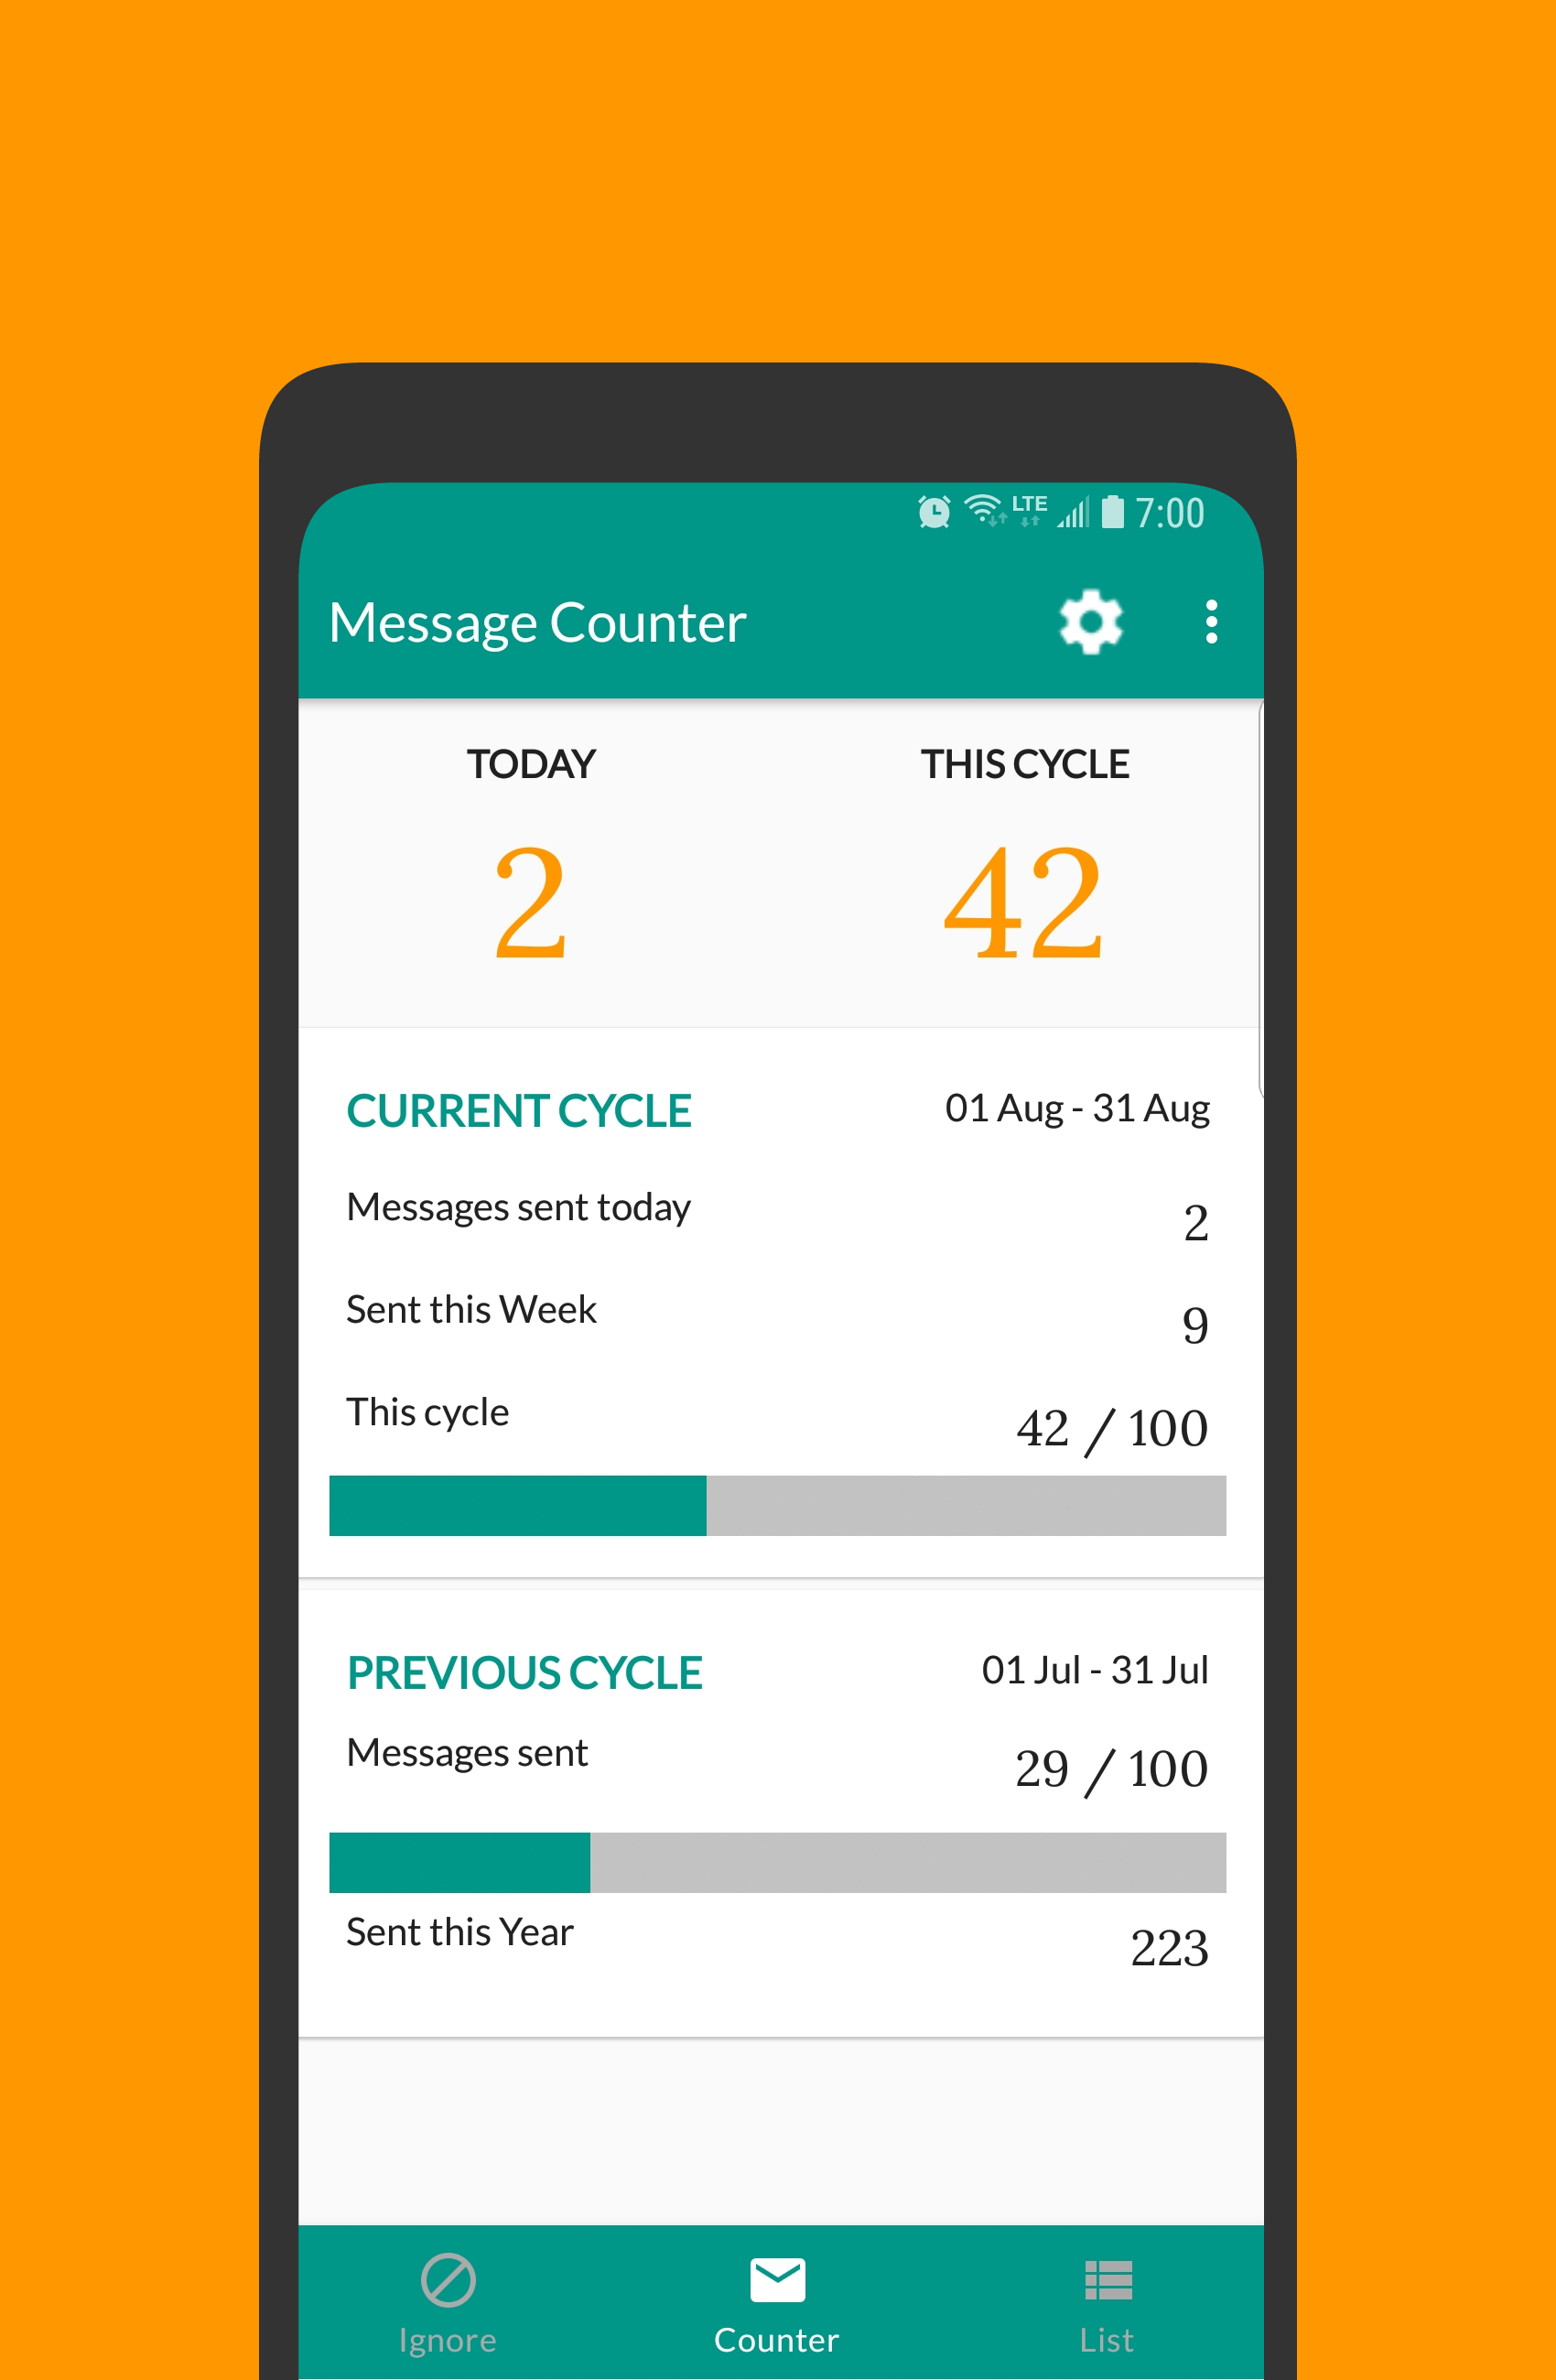 LTE 7:00
Message Counter
TODAY THIS CYCLE
2 42
CURRENT CYCLE 01 Aug - 31 Aug
Messages sent today 2
Sent this Week 9
This cycle 42 / 100
PREVIOUS CYCLE 01 Jul - 31 Jul
Messages sent 29 / 100
Sent this Year 223
Ignore Counter List